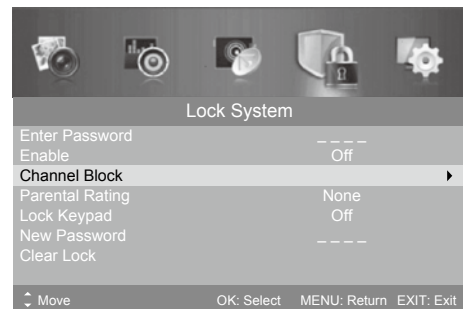 Lock System
Enter Password _ _ _ _
Enable Off
Channel Block
Parental Rating None
Lock Keypad Off
New Password _ _ _ _
Clear Lock
Move OK: Select MENU: Return EXIT: Exit